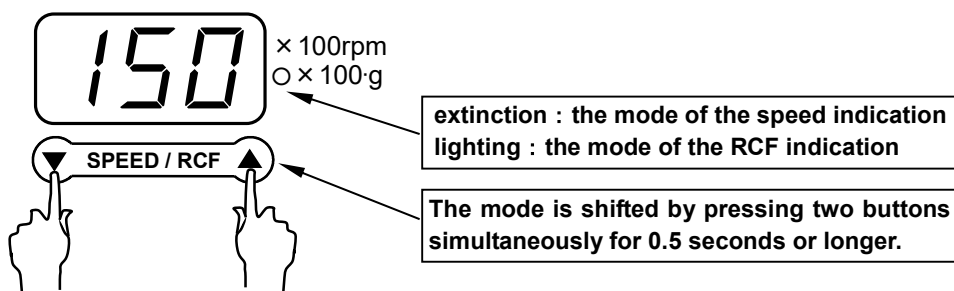 150
× 100rpm
○ × 100·g
extinction : the mode of the speed indication
lighting : the mode of the RCF indication
▼ SPEED / RCF ▲
The mode is shifted by pressing two buttons
simultaneously for 0.5 seconds or longer.